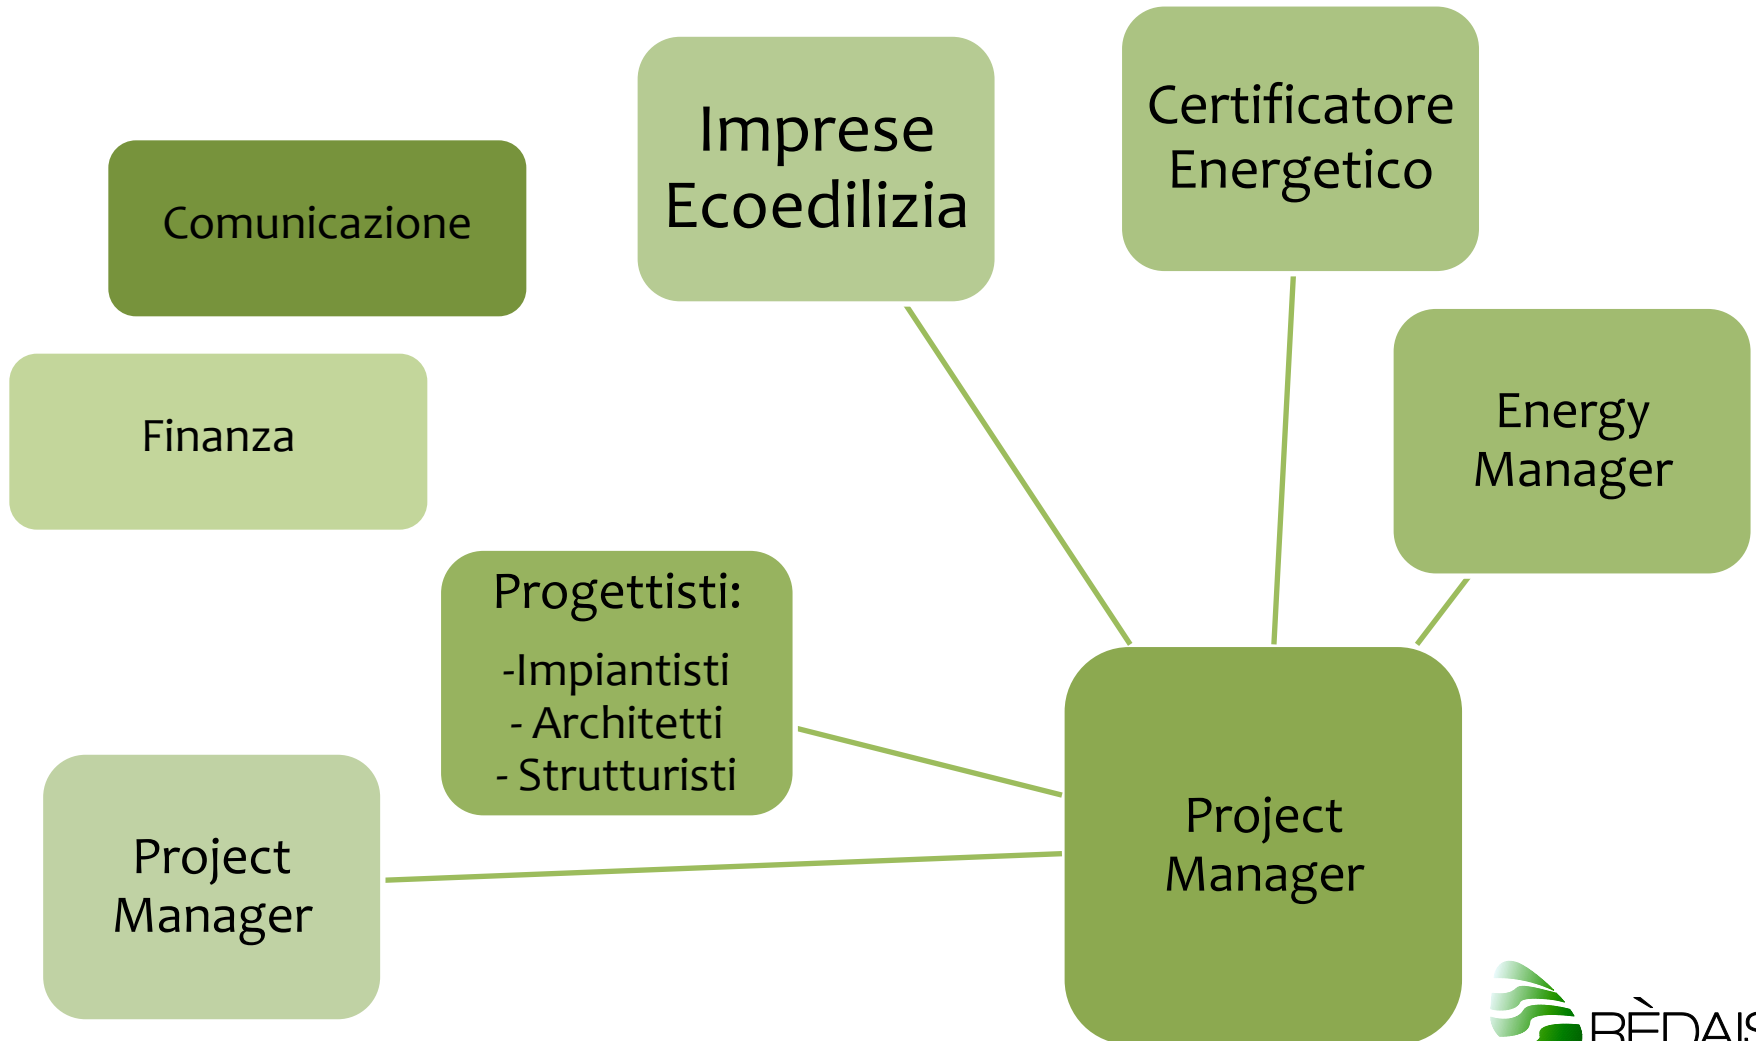 Imprese
Ecoedilizia
Certificatore
Energetico
Comunicazione
Energy
Manager
Finanza
Progettisti:
-Impiantisti
- Architetti
- Strutturisti
Project
Manager
Project
Manager